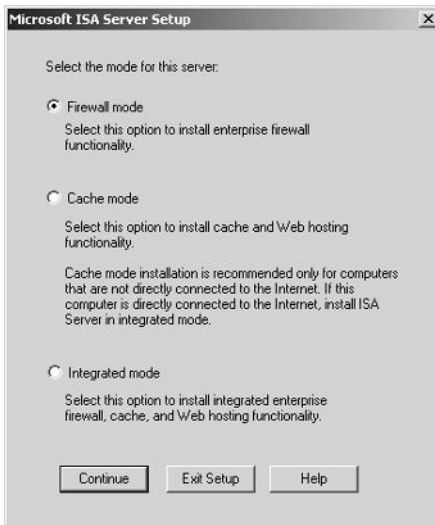 Microsoft ISA Server Setup
Select the mode for this server:
Firewall mode
Select this option to install enterprise firewall
functionality.
Cache mode
Select this option to install cache and Web hosting
functionality.
Cache mode installation is recommended only for computers
that are not directly connected to the Internet. If this
computer is directly connected to the Internet, install ISA
Server in integrated mode.
Integrated mode
Select this option to install integrated enterprise
firewall, cache, and Web hosting functionality.
Continue Exit Setup Help